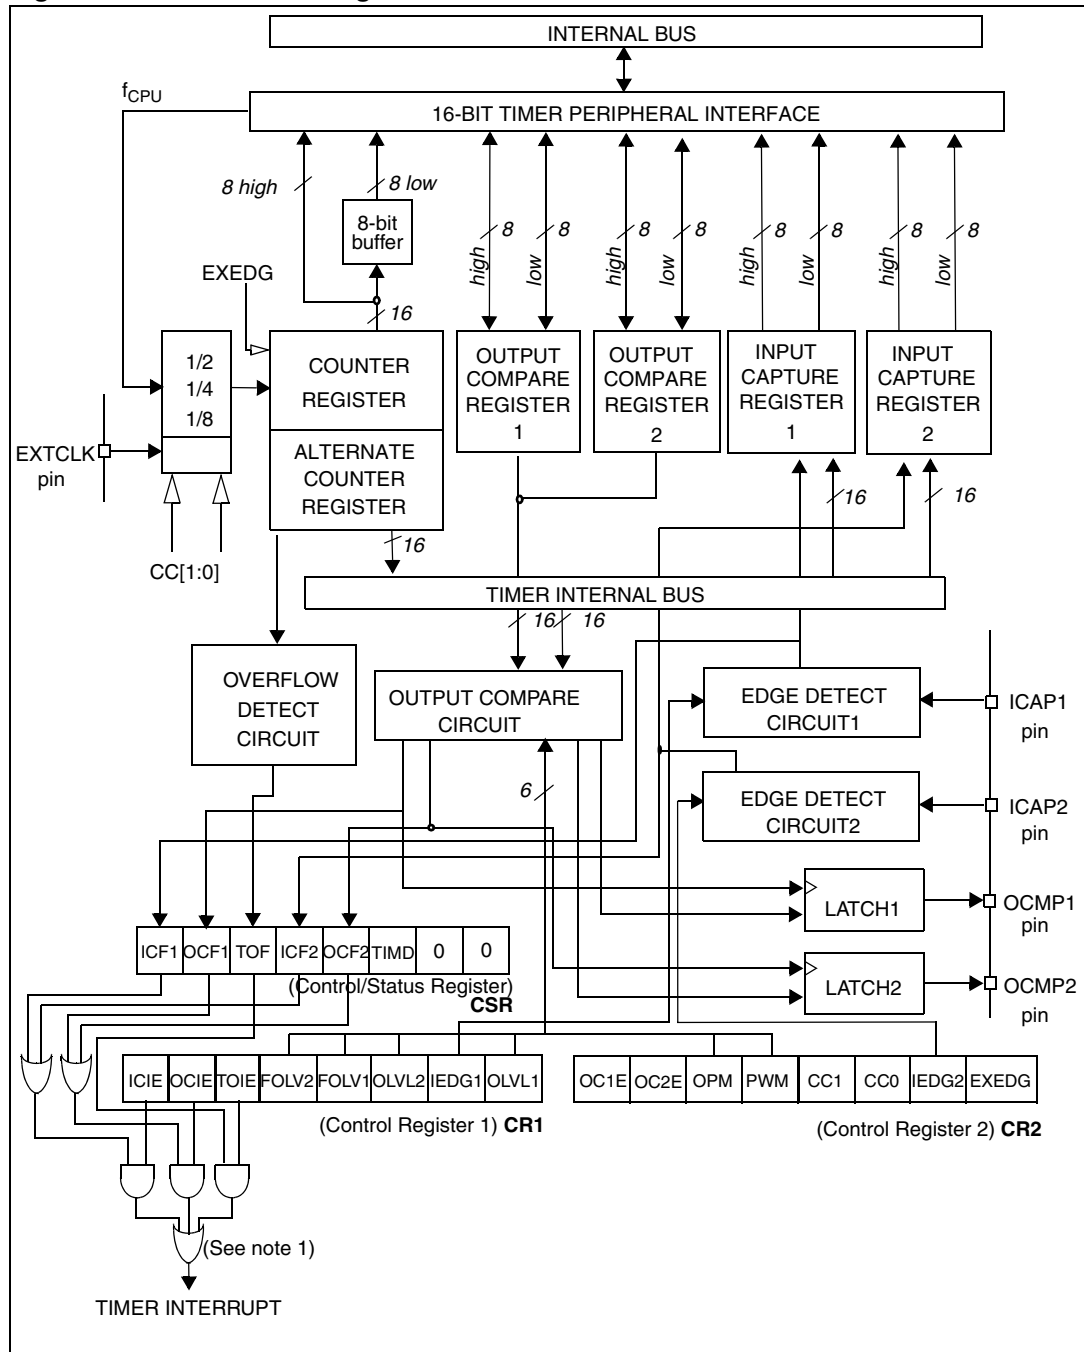 INTERNAL BUS
fCPU
16-BIT TIMER PERIPHERAL INTERFACE
8 high
8 low
8-bit
buffer
high
8
low
8
high
8
low
8
high
8
low
8
high
8
low
8
EXEDG
16
1/2
1/4
1/8
COUNTER
REGISTER
OUTPUT
COMPARE
REGISTER
1
OUTPUT
COMPARE
REGISTER
2
INPUT
CAPTURE
REGISTER
1
INPUT
CAPTURE
REGISTER
2
EXTCLK
pin
ALTERNATE
COUNTER
REGISTER
16
16
16
CC[1:0]
TIMER INTERNAL BUS
16
16
OVERFLOW
DETECT
CIRCUIT
OUTPUT COMPARE
CIRCUIT
EDGE DETECT
CIRCUIT1
ICAP1
pin
6
EDGE DETECT
CIRCUIT2
ICAP2
pin
LATCH1
OCMP1
pin
ICF1 OCF1 TOF ICF2 OCF2 TIMD 0 0
(Control/Status Register)
CSR
LATCH2
OCMP2
pin
ICIE OCIE TOIE FOLV2 FOLV1 OLVL2 IEDG1 OLVL1
OC1E OC2E OPM PWM CC1 CC0 IEDG2 EXEDG
(Control Register 1) CR1
(Control Register 2) CR2
(See note 1)
TIMER INTERRUPT